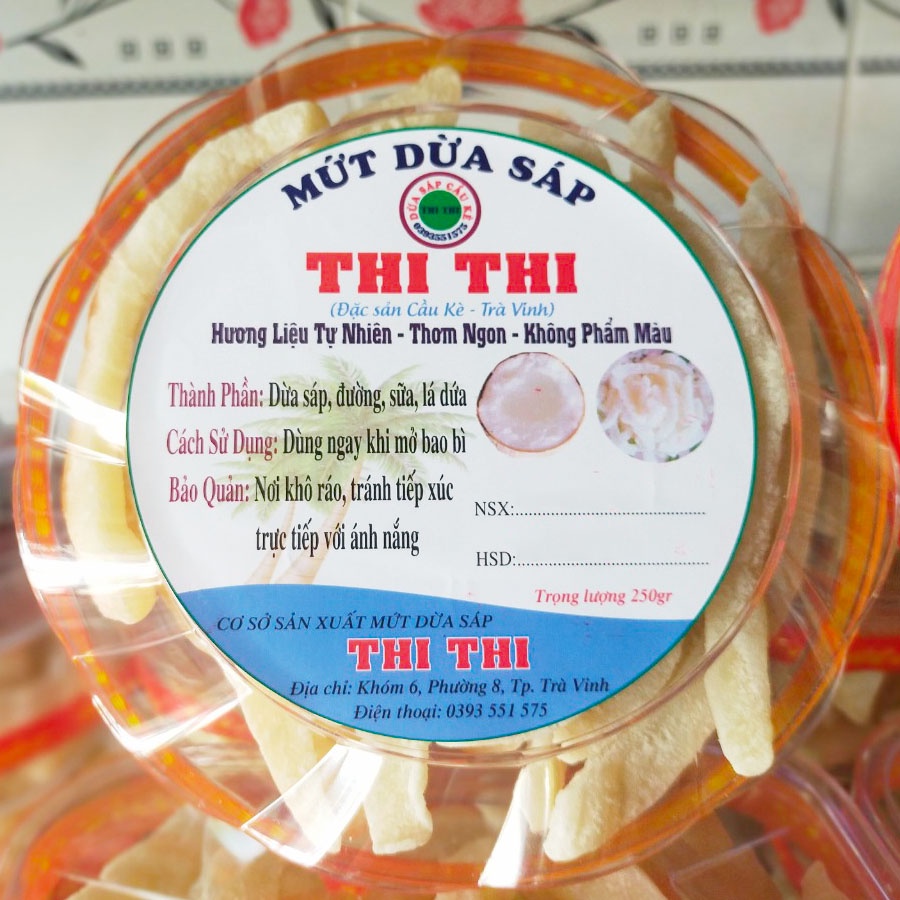 MỨT DỪA SÁP
DỪA SÁP CẦU KÈ
THI THI
0393551575
THI THI
(Đặc sản Cầu Kè - Trà Vinh)
Hương Liệu Tự Nhiên - Thơm Ngon - Không Phẩm Màu
Thành Phần: Dừa sáp, đường, sữa, lá dứa
Cách Sử Dụng: Dùng ngay khi mở bao bì
Bảo Quản: Nơi khô ráo, tránh tiếp xúc
trực tiếp với ánh nắng
NSX:
HSD:
Trọng lượng 250gr
CƠ SỞ SẢN XUẤT MỨT DỪA SÁP
THI THI
Địa chỉ: Khóm 6, Phường 8, Tp. Trà Vinh
Điện thoại: 0393 551 575